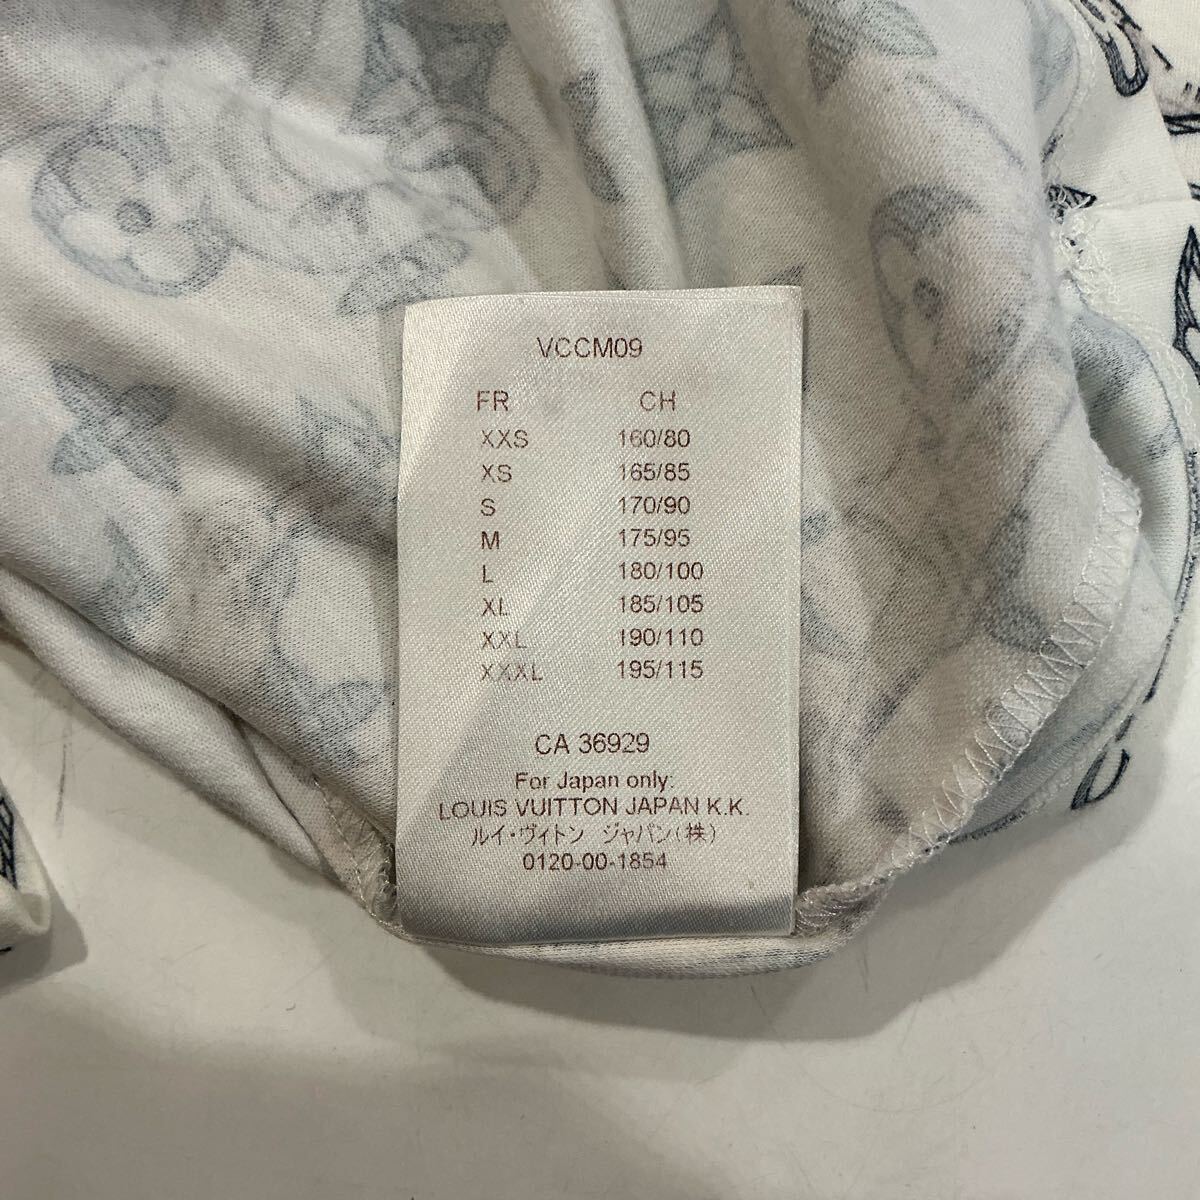 VCCM09
FR CH
XXS 160/80
XS 165/85
S 170/90
M 175/95
L 180/100
XL 185/105
XXL 190/110
XXXL 195/115
CA 36929
For Japan only:
LOUIS VUITTON JAPAN K.K.
ルイ・ヴィトン ジャパン(株)
0120-00-1854